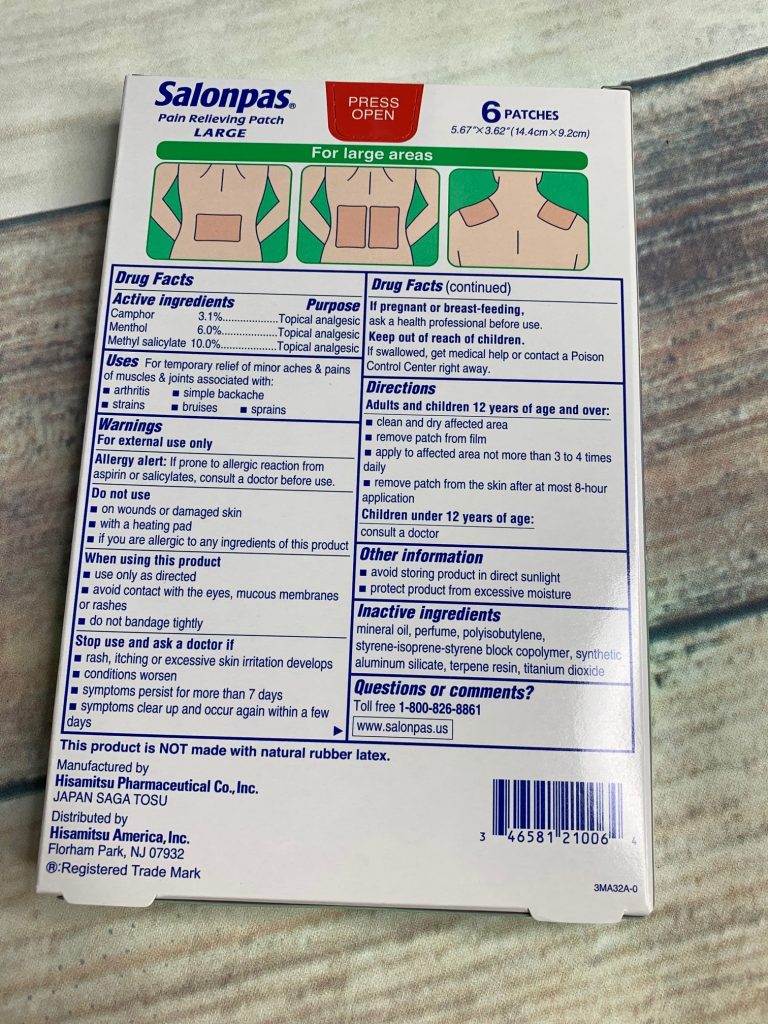 Salonpas®
Pain Relieving Patch
LARGE
PRESS
OPEN
6 PATCHES
5.67"×3.62"(14.4cm×9.2cm)
For large areas
Drug Facts
Active ingredients Purpose
Camphor 3.1%....................Topical analgesic
Menthol 6.0%....................Topical analgesic
Methyl salicylate 10.0%....................Topical analgesic
Uses For temporary relief of minor aches & pains
of muscles & joints associated with:
■ arthritis ■ simple backache
■ strains ■ bruises ■ sprains
Warnings
For external use only
Allergy alert: If prone to allergic reaction from
aspirin or salicylates, consult a doctor before use.
Do not use
■ on wounds or damaged skin
■ with a heating pad
■ if you are allergic to any ingredients of this product
When using this product
■ use only as directed
■ avoid contact with the eyes, mucous membranes
or rashes
■ do not bandage tightly
Stop use and ask a doctor if
■ rash, itching or excessive skin irritation develops
■ conditions worsen
■ symptoms persist for more than 7 days
■ symptoms clear up and occur again within a few
days
Drug Facts (continued)
If pregnant or breast-feeding,
ask a health professional before use.
Keep out of reach of children.
If swallowed, get medical help or contact a Poison
Control Center right away.
Directions
Adults and children 12 years of age and over:
■ clean and dry affected area
■ remove patch from film
■ apply to affected area not more than 3 to 4 times
daily
■ remove patch from the skin after at most 8-hour
application
Children under 12 years of age:
consult a doctor
Other information
■ avoid storing product in direct sunlight
■ protect product from excessive moisture
Inactive ingredients
mineral oil, perfume, polyisobutylene,
styrene-isoprene-styrene block copolymer, synthetic
aluminum silicate, terpene resin, titanium dioxide
Questions or comments?
Toll free 1-800-826-8861
www.salonpas.us
This product is NOT made with natural rubber latex.
Manufactured by
Hisamitsu Pharmaceutical Co., Inc.
JAPAN SAGA TOSU
Distributed by
Hisamitsu America, Inc.
Florham Park, NJ 07932
®:Registered Trade Mark
3 46581 21006 4
3MA32A-0